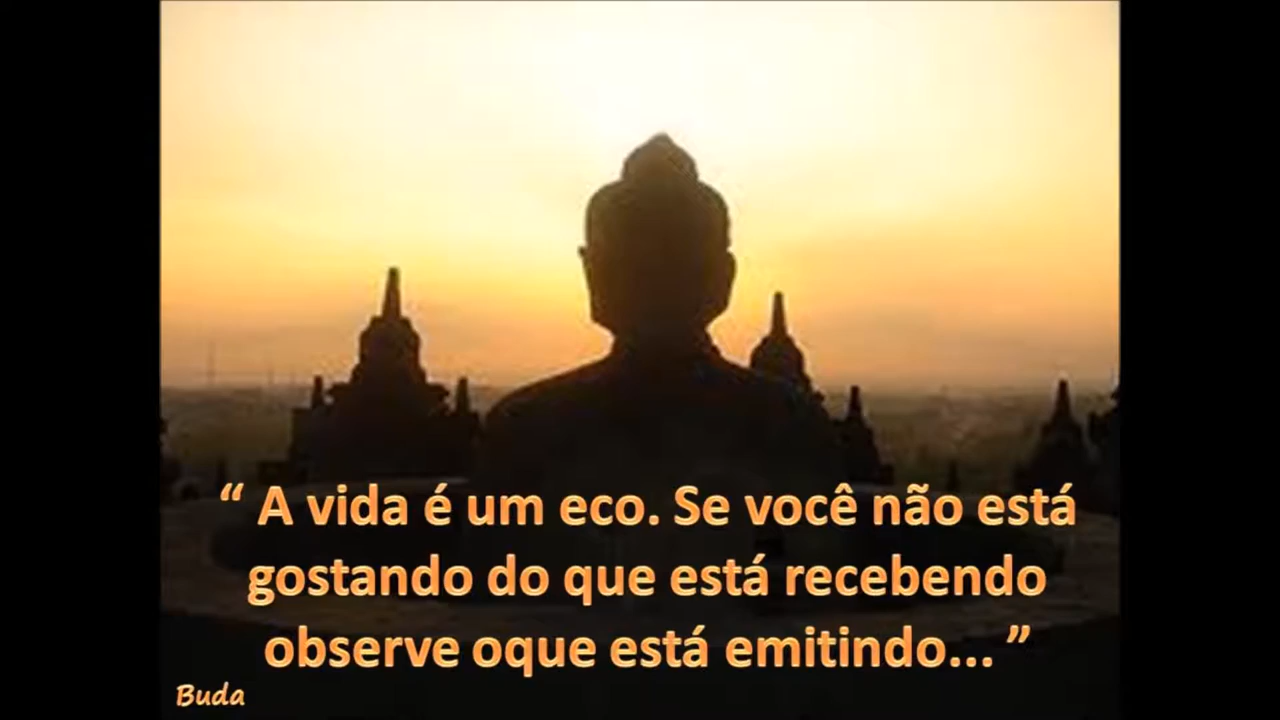 “ A vida é um eco. Se você não está
gostando do que está recebendo
observe oque está emitindo... ”
Buda